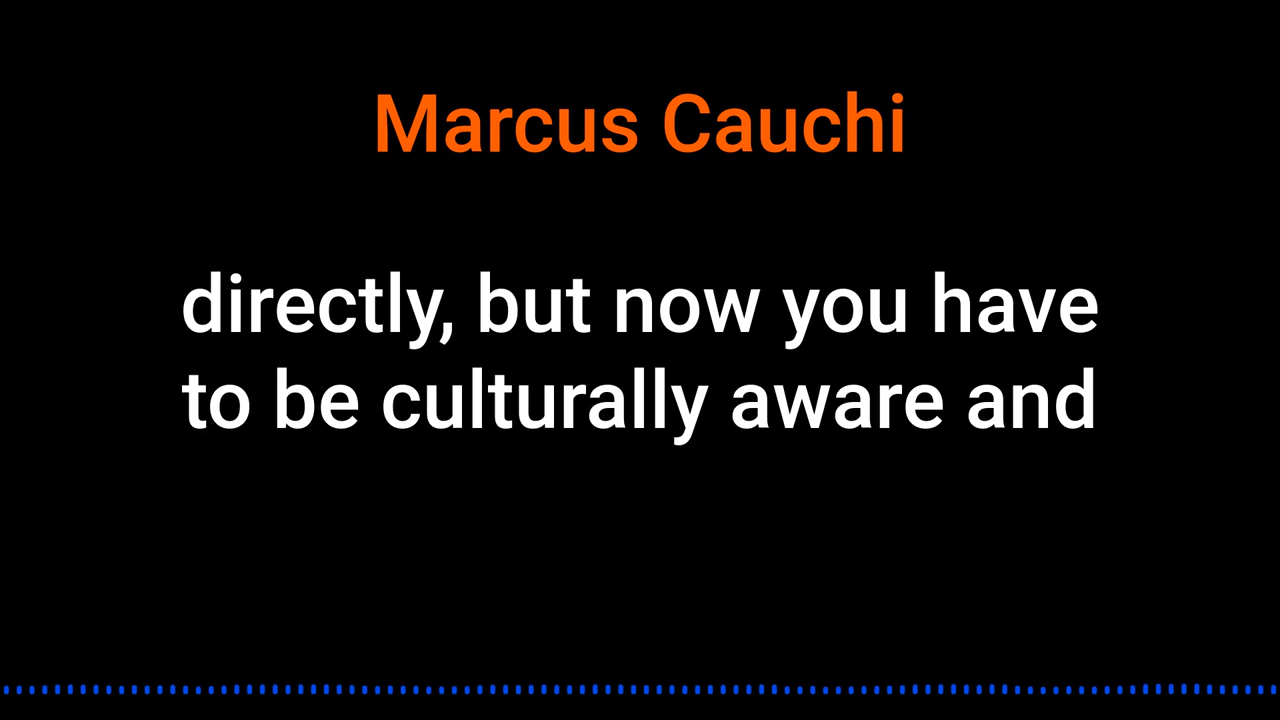 Marcus Cauchi
directly, but now you have
to be culturally aware and